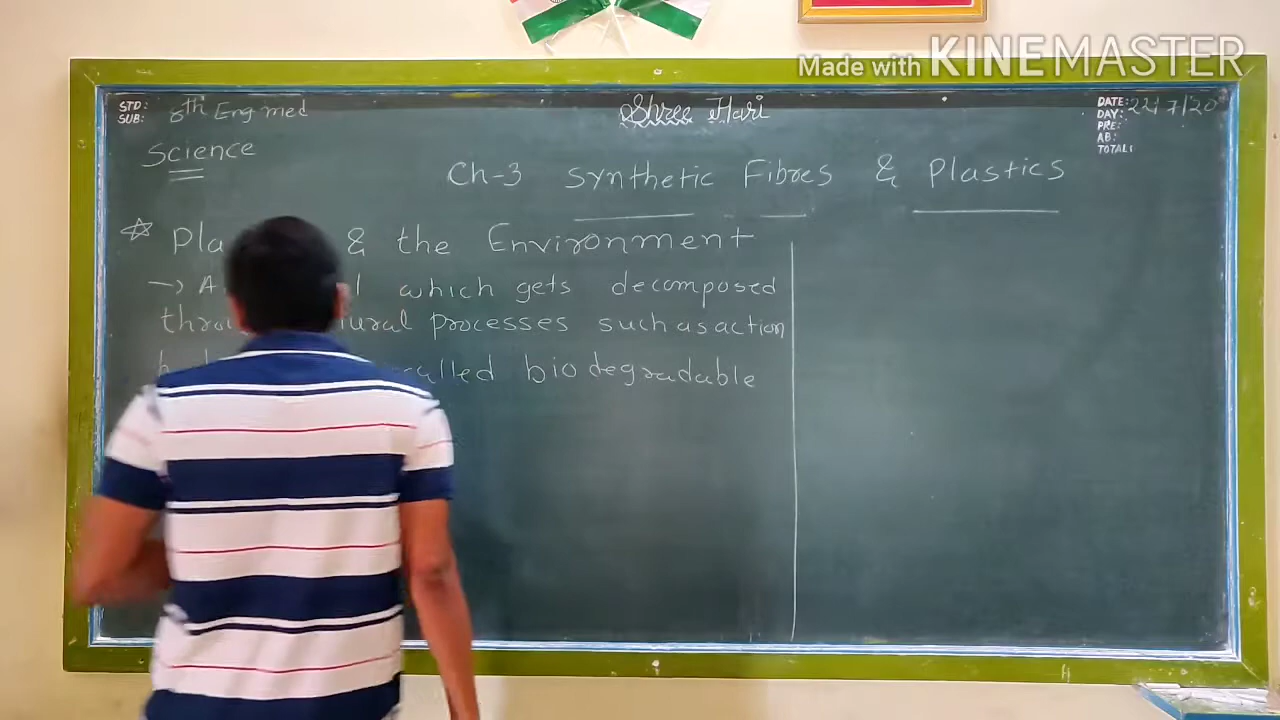 Made with KINEMASTER
STD: 8th Eng med
SUB:
Shree Hari
DATE: 22/7/20
DAY:
PRE:
AB:
TOTAL:
Science
Ch-3 Synthetic Fibres & Plastics
& the Environment
which gets decomposed
processes such as action
called biodegradable